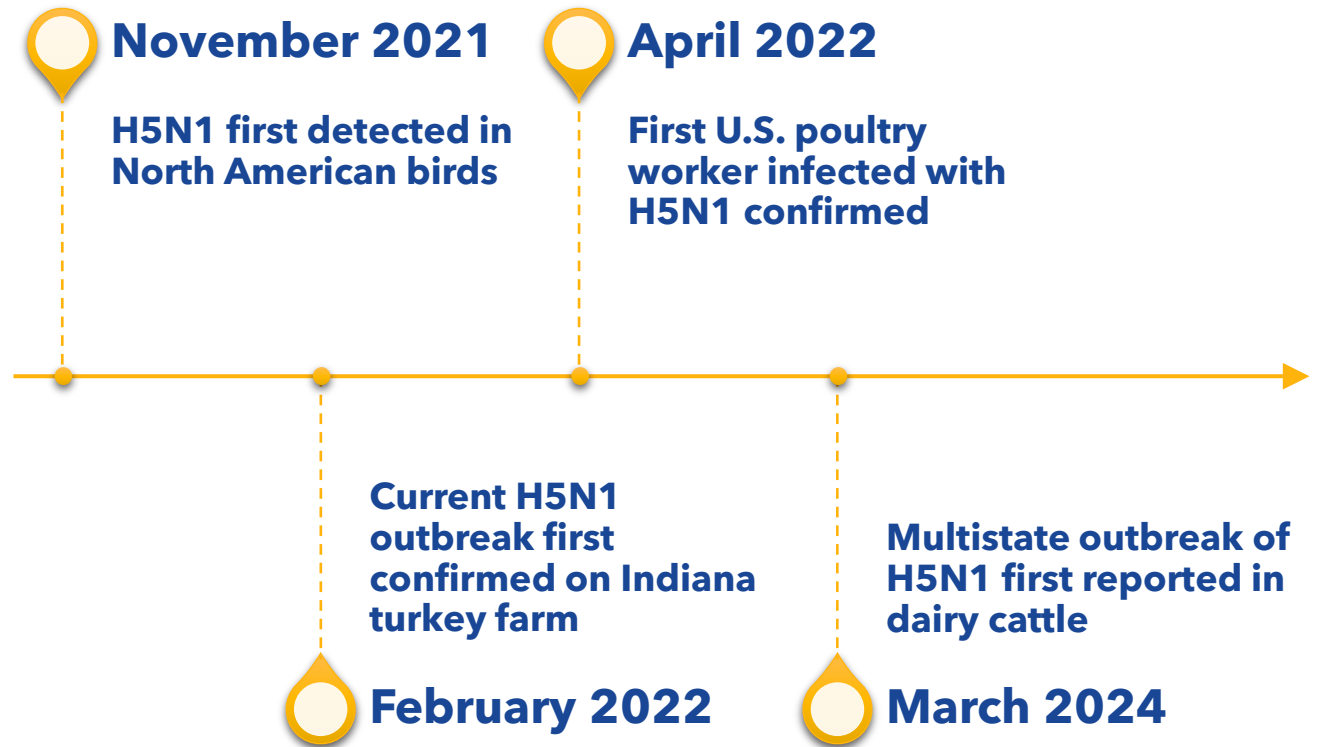 November 2021
H5N1 first detected in
North American birds
April 2022
First U.S. poultry
worker infected with
H5N1 confirmed
Current H5N1
outbreak first
confirmed on Indiana
turkey farm
February 2022
Multistate outbreak of
H5N1 first reported in
dairy cattle
March 2024